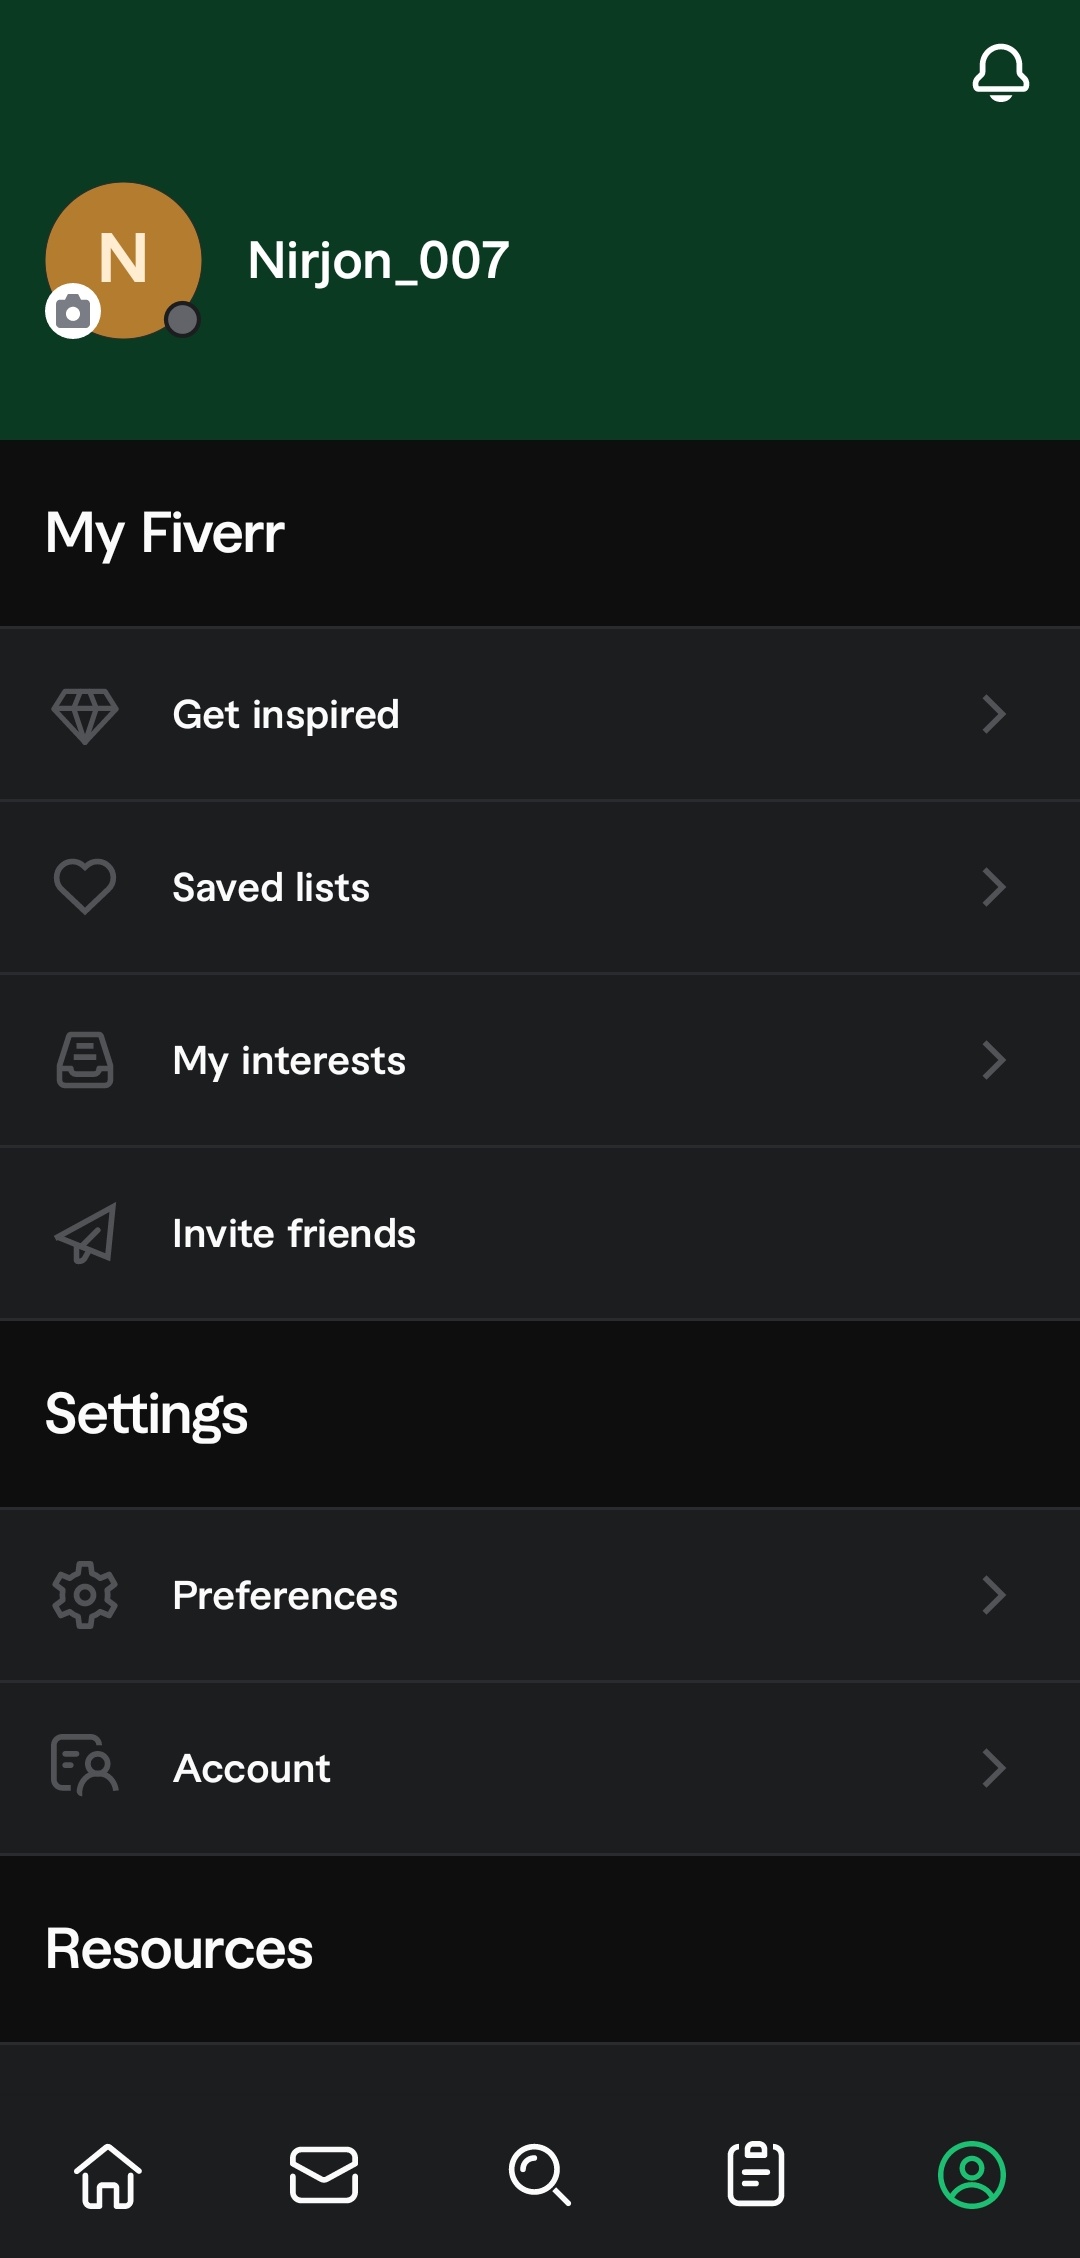 N
Nirjon_007
My Fiverr
Get inspired
Saved lists
My interests
Invite friends
Settings
Preferences
Account
Resources